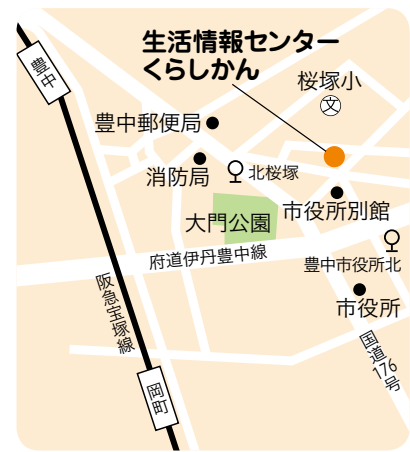 豊中
生活情報センター
くらしかん
桜塚小
文
豊中郵便局
消防局
北桜塚
市役所別館
大門公園
府道伊丹豊中線
豊中市役所北
阪急宝塚線
市役所
国道176号
岡町